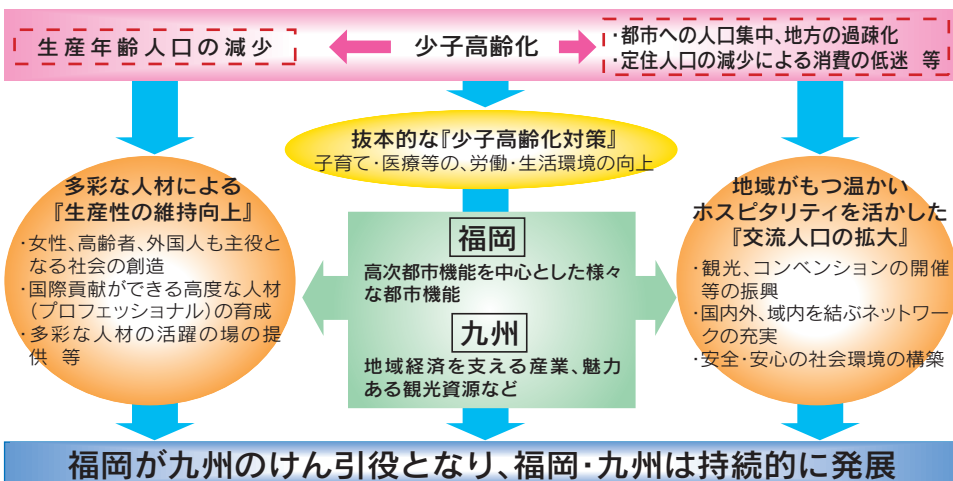 生産年齢人口の減少
少子高齢化
・都市への人口集中、地方の過疎化
・定住人口の減少による消費の低迷 等
抜本的な『少子高齢化対策』
子育て・医療等の、労働・生活環境の向上
多彩な人材による
『生産性の維持向上』
・女性、高齢者、外国人も主役と
なる社会の創造
・国際貢献ができる高度な人材
(プロフェッショナル)の育成
・多彩な人材の活躍の場の提
供 等
福岡
高次都市機能を中心とした様々
な都市機能
九州
地域経済を支える産業、魅力
ある観光資源など
地域がもつ温かい
ホスピタリティを活かした
『交流人口の拡大』
・観光、コンベンションの開催
等の振興
・国内外、域内を結ぶネットワー
クの充実
・安全・安心の社会環境の構築
福岡が九州のけん引役となり、福岡・九州は持続的に発展